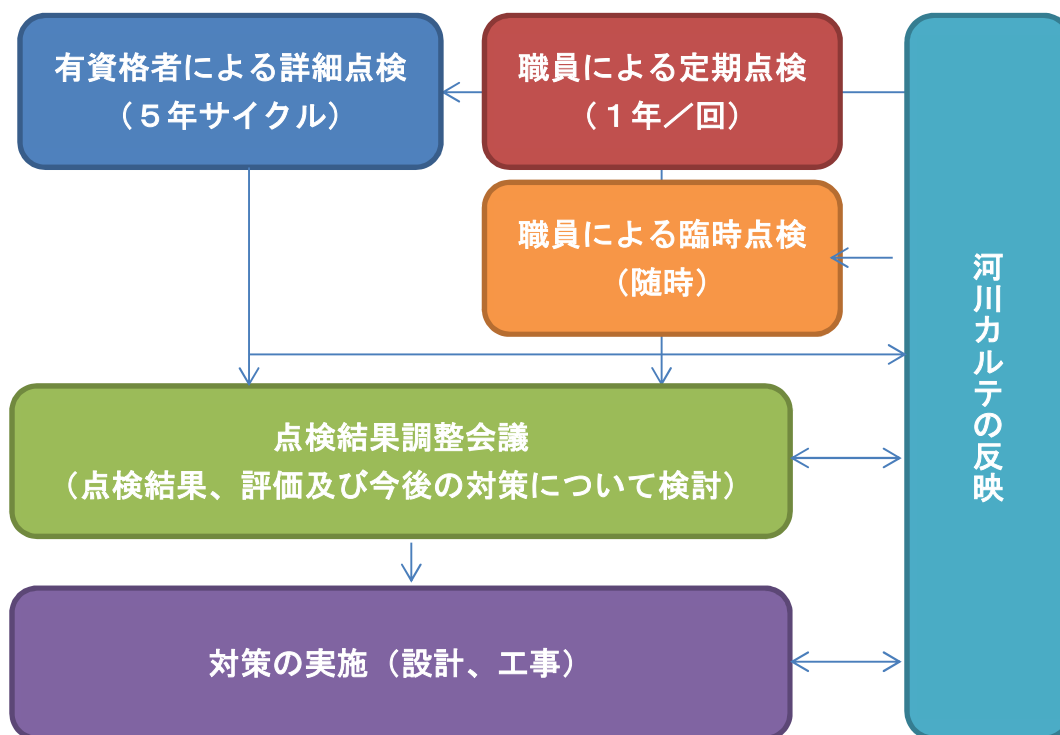 有資格者による詳細点検
（５年サイクル）
職員による定期点検
（１年／回）
職員による臨時点検
（随時）
河川カルテの反映
点検結果調整会議
（点検結果、評価及び今後の対策について検討）
対策の実施（設計、工事）